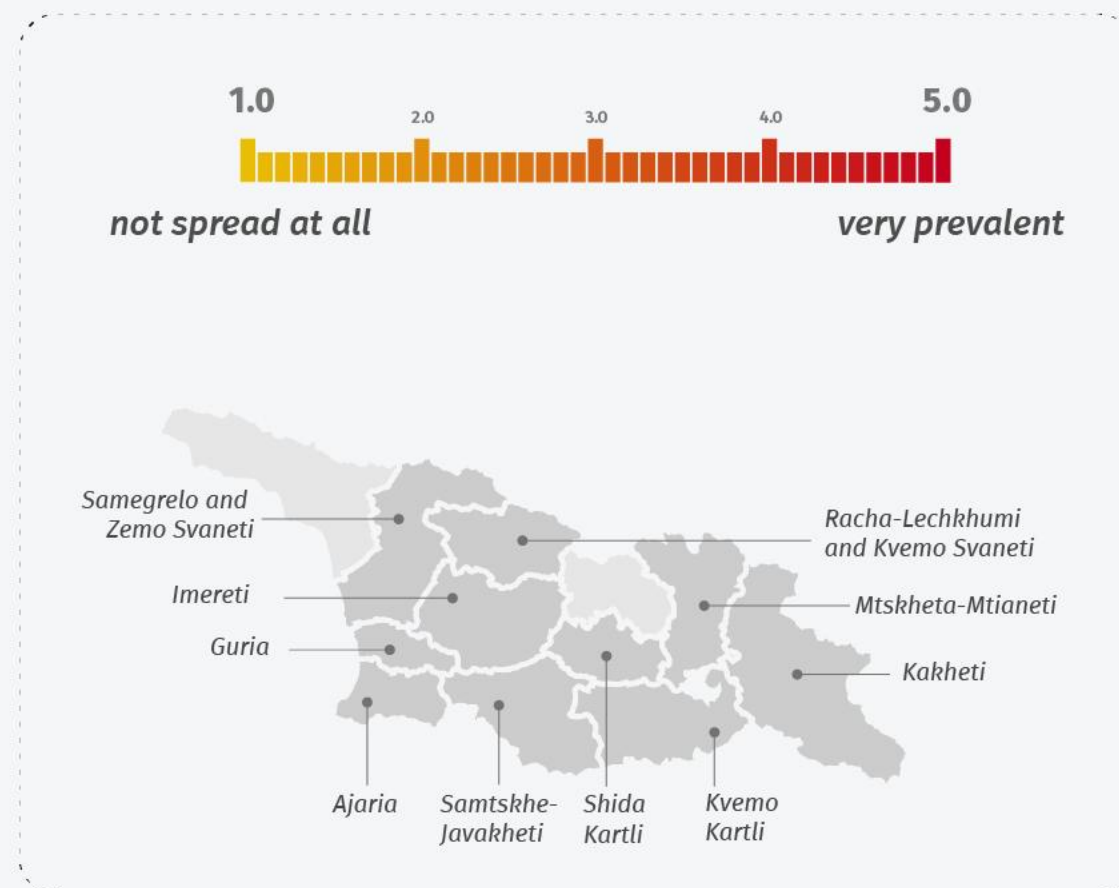 1.0
2.0
3.0
4.0
5.0
not spread at all
very prevalent
Samegrelo and
Zemo Svaneti
Racha-Lechkhumi
and Kvemo Svaneti
Imereti
Mtskheta-Mtianeti
Guria
Kakheti
Ajaria
Samtskhe-
Javakheti
Shida
Kartli
Kvemo
Kartli